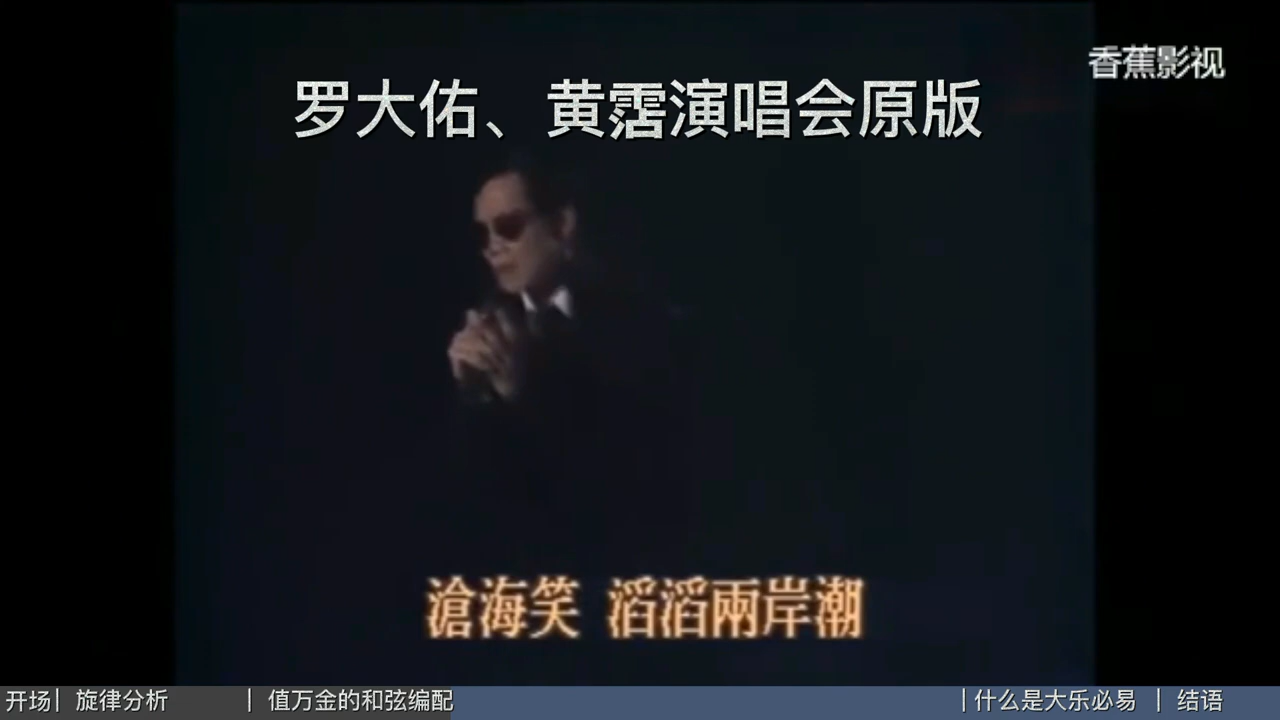 香蕉影视
罗大佑、黄霑演唱会原版
滄海笑 滔滔兩岸潮
开场| 旋律分析 | 值万金的和弦编配 | 什么是大乐必易 | 结语